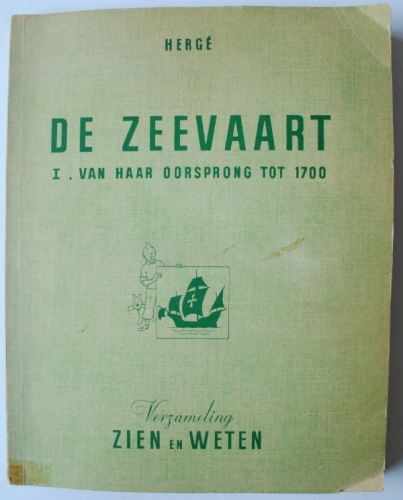 HERGÉ
DE ZEEVAART
I. VAN HAAR OORSPRONG TOT 1700
Verzameling
ZIEN EN WETEN